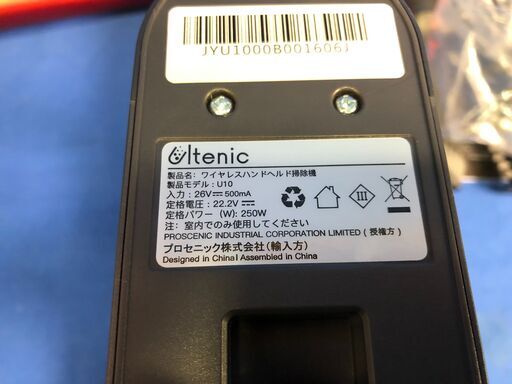 JYU1000B001606J
Ultenic
製品名：ワイヤレスハンドヘルド掃除機
製品モデル：U10
入力：26V⎓500mA
定格電圧：22.2V⎓
定格パワー (W): 250W
注：室内でのみ使用してください
PROSCENIC INDUSTRIAL CORPORATION LIMITED (授権方)
プロセニック株式会社(輸入方)
Designed in China| Assembled in China
III